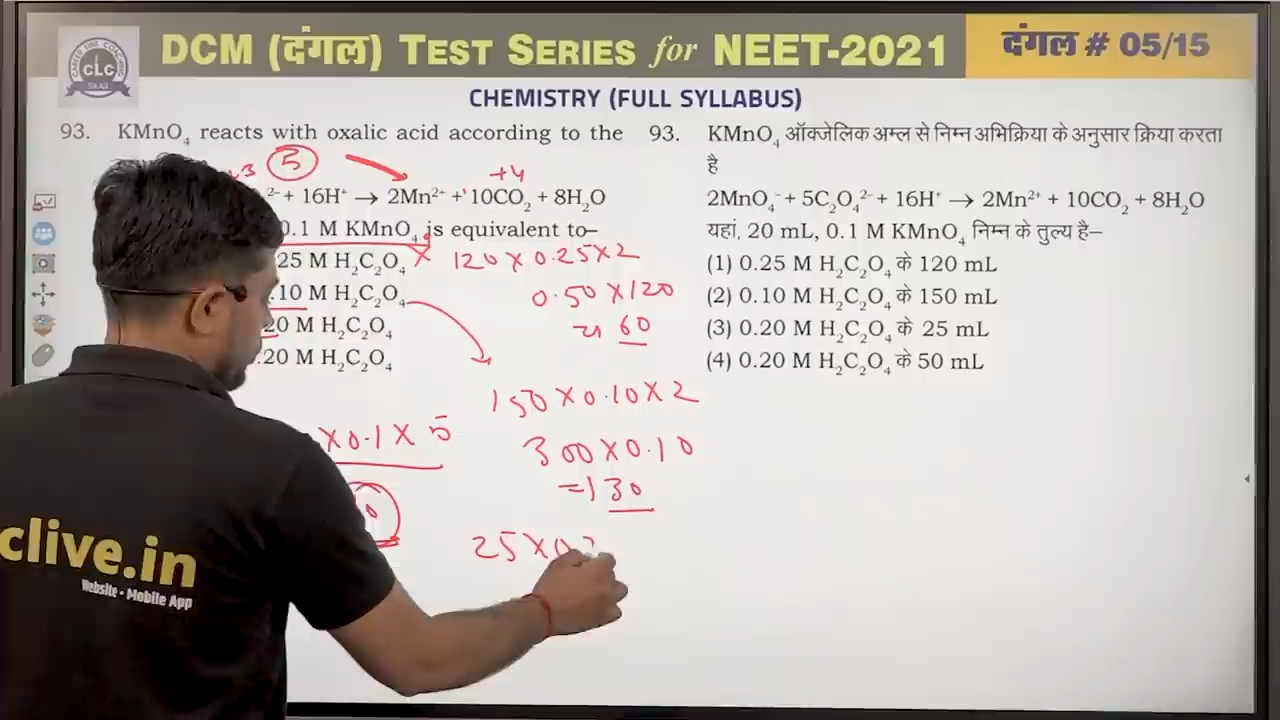 DCM (दंगल) TEST SERIES for NEET-2021
दंगल # 05/15
CLC
CHEMISTRY (FULL SYLLABUS)
93. KMnO₄ reacts with oxalic acid according to the
+3 5 +4
²⁻ + 16H⁺ → 2Mn²⁺ + 10CO₂ + 8H₂O
0.1 M KMnO₄ is equivalent to–
25 M H₂C₂O₄ × 120 × 0.25 × 2
.10 M H₂C₂O₄ 0.50 × 120
20 M H₂C₂O₄ 60
.20 M H₂C₂O₄
150 × 0.10 × 2
× 0.1 × 5 300 × 0.10
= 130
25 × 0.2
93. KMnO₄ ऑक्जेलिक अम्ल से निम्न अभिक्रिया के अनुसार क्रिया करता
है
2MnO₄⁻ + 5C₂O₄²⁻ + 16H⁺ → 2Mn²⁺ + 10CO₂ + 8H₂O
यहां, 20 mL, 0.1 M KMnO₄ निम्न के तुल्य है–
(1) 0.25 M H₂C₂O₄ के 120 mL
(2) 0.10 M H₂C₂O₄ के 150 mL
(3) 0.20 M H₂C₂O₄ के 25 mL
(4) 0.20 M H₂C₂O₄ के 50 mL
clive.in
Website • Mobile App